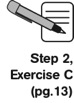 Step 2,
Exercise C
(pg.13)